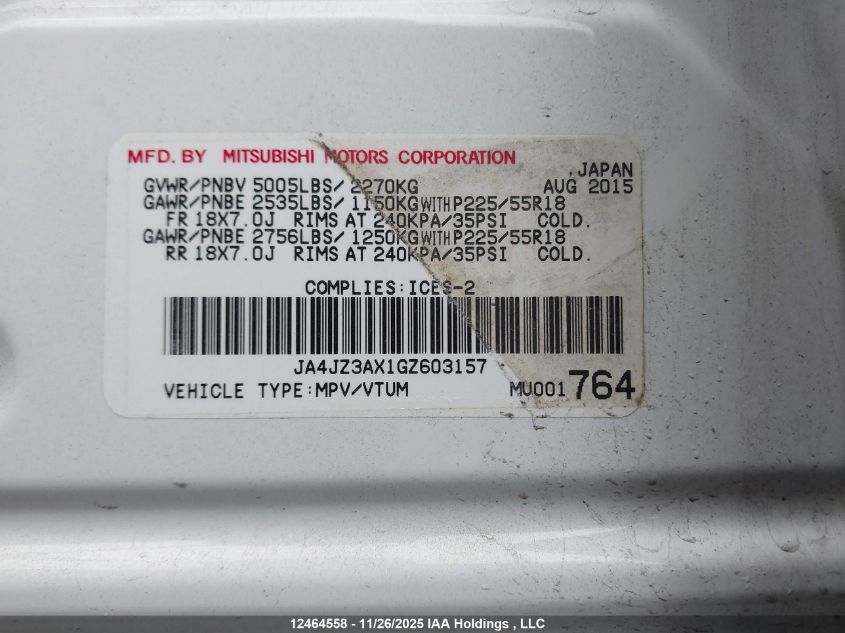 MFD. BY MITSUBISHI MOTORS CORPORATION
,JAPAN
GVWR/PNBV 5005LBS/ 2270KG AUG 2015
GAWR/PNBE 2535LBS/ 1150KG WITH P225/55R18
FR 18X7.0J RIMS AT 240KPA/35PSI COLD.
GAWR/PNBE 2756LBS/ 1250KG WITH P225/55R18
RR 18X7.0J RIMS AT 240KPA/35PSI COLD.
COMPLIES:ICES-2
JA4JZ3AX1GZ603157
VEHICLE TYPE:MPV/VTUM MU001 764
12464558 - 11/26/2025 IAA Holdings , LLC